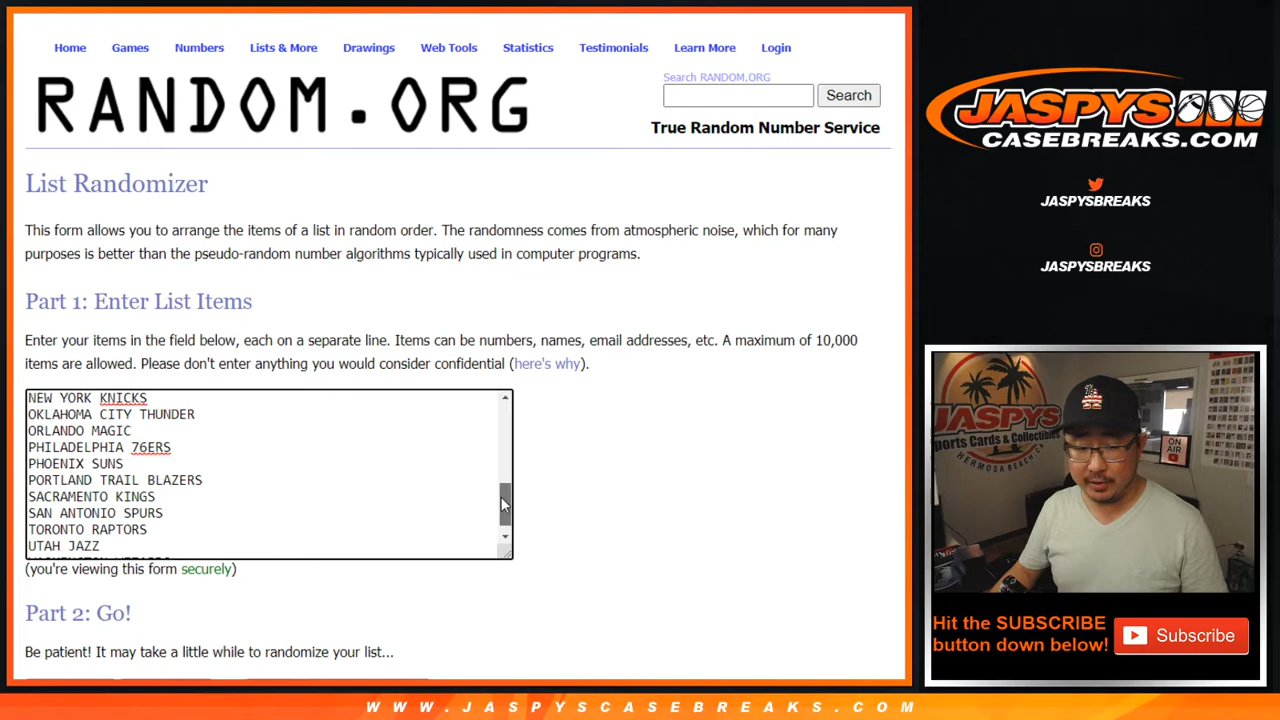 Home Games Numbers Lists & More Drawings Web Tools Statistics Testimonials Learn More Login
RANDOM.ORG
Search RANDOM.ORG
Search
True Random Number Service
List Randomizer
This form allows you to arrange the items of a list in random order. The randomness comes from atmospheric noise, which for many
purposes is better than the pseudo-random number algorithms typically used in computer programs.
Part 1: Enter List Items
Enter your items in the field below, each on a separate line. Items can be numbers, names, email addresses, etc. A maximum of 10,000
items are allowed. Please don't enter anything you would consider confidential (here's why).
NEW YORK KNICKS
OKLAHOMA CITY THUNDER
ORLANDO MAGIC
PHILADELPHIA 76ERS
PHOENIX SUNS
PORTLAND TRAIL BLAZERS
SACRAMENTO KINGS
SAN ANTONIO SPURS
TORONTO RAPTORS
UTAH JAZZ
(you're viewing this form securely)
Part 2: Go!
Be patient! It may take a little while to randomize your list...
JASPYS
CASEBREAKS.COM
JASPYSBREAKS
JASPYSBREAKS
JASPYS
Sports Cards & Collectibles
HERMOSA BEACH
ON
AIR
Hit the SUBSCRIBE
button down below!
Subscribe
WWW.JASPYSCASEBREAKS.COM